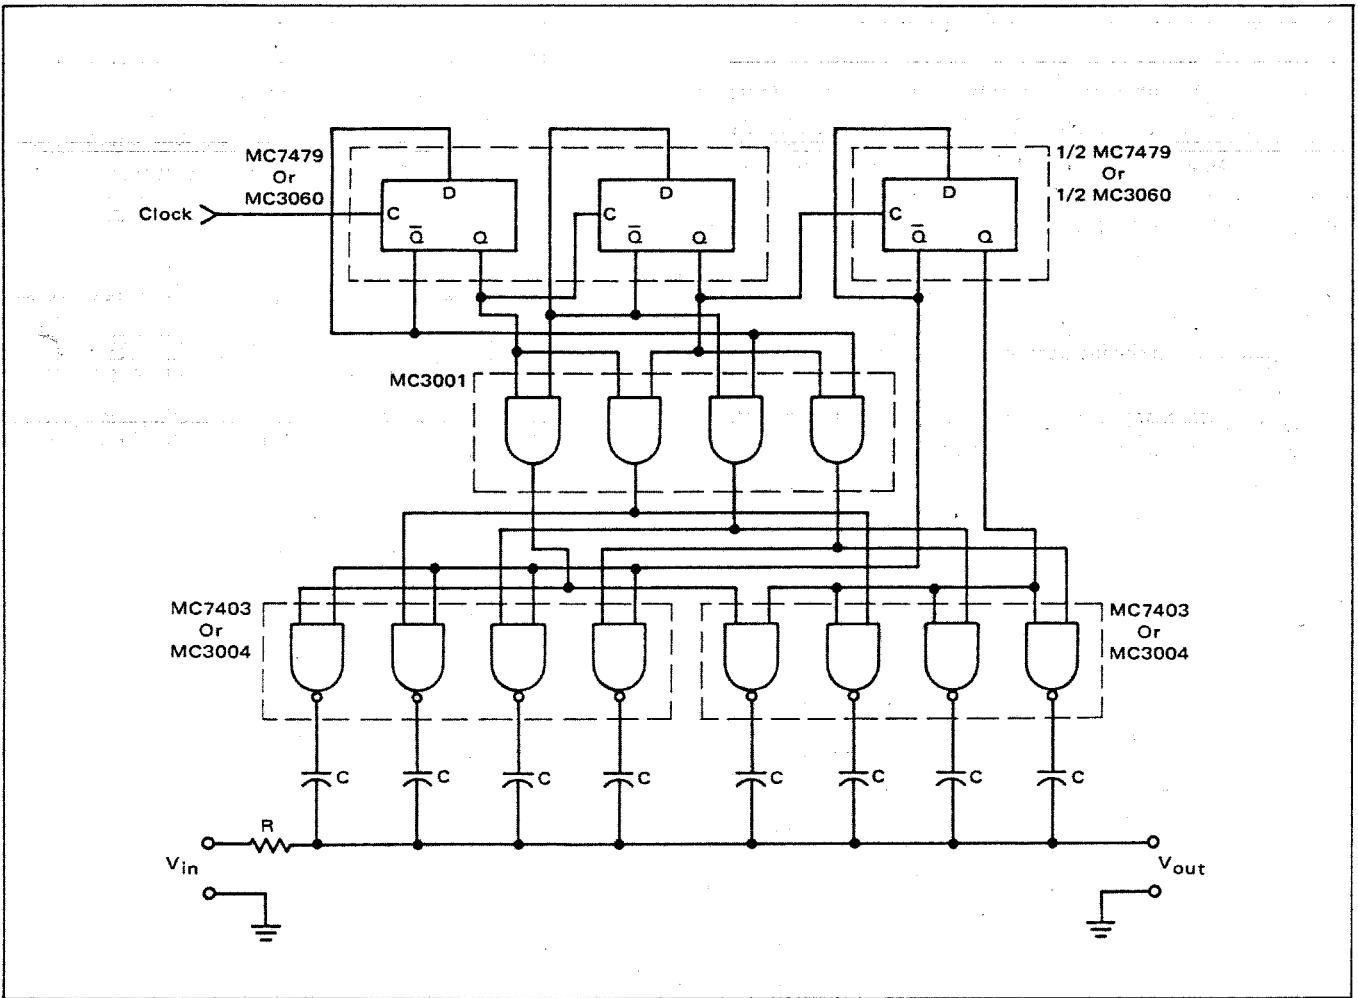 MC7479
Or
MC3060
1/2 MC7479
Or
1/2 MC3060
Clock
D
C
Q̅
Q
D
C
Q̅
Q
D
C
Q̅
Q
MC3001
MC7403
Or
MC3004
MC7403
Or
MC3004
C
C
C
C
C
C
C
C
R
Vin
Vout